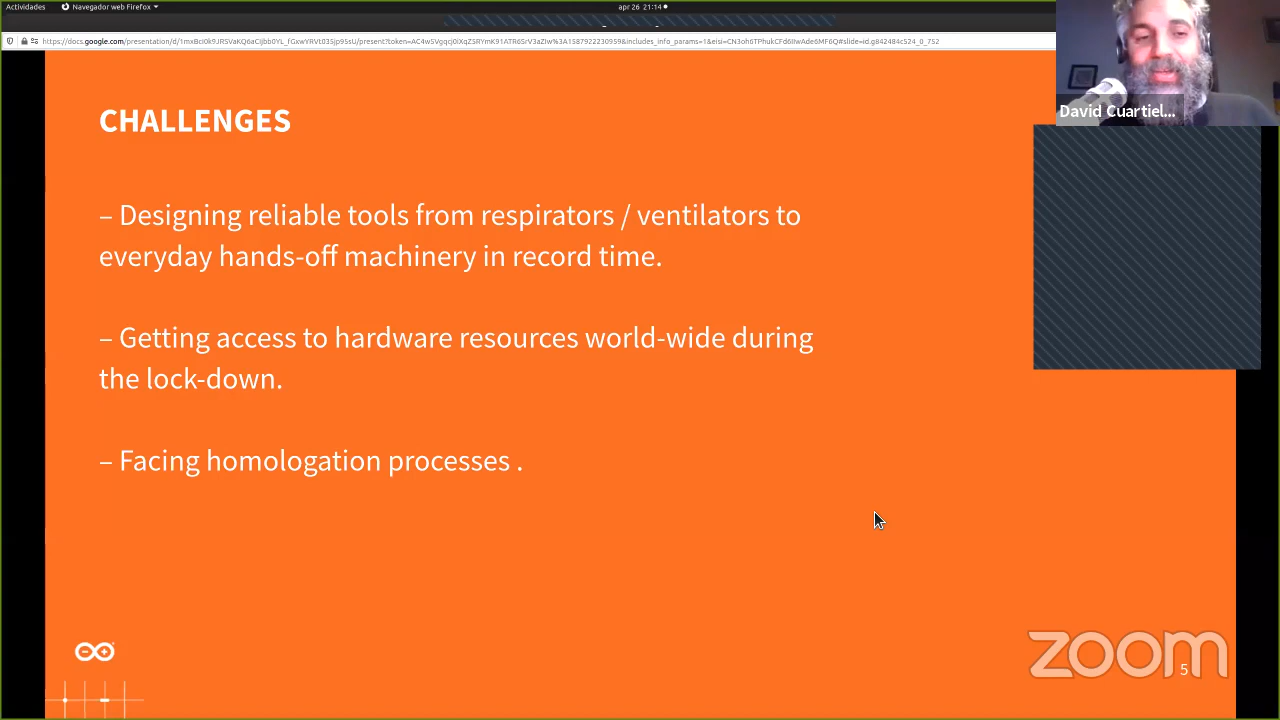 Actividades
Navegador web Firefox
apr 26 21:14
David Cuartiel...
CHALLENGES
– Designing reliable tools from respirators / ventilators to
everyday hands-off machinery in record time.
– Getting access to hardware resources world-wide during
the lock-down.
– Facing homologation processes .
zoom
5